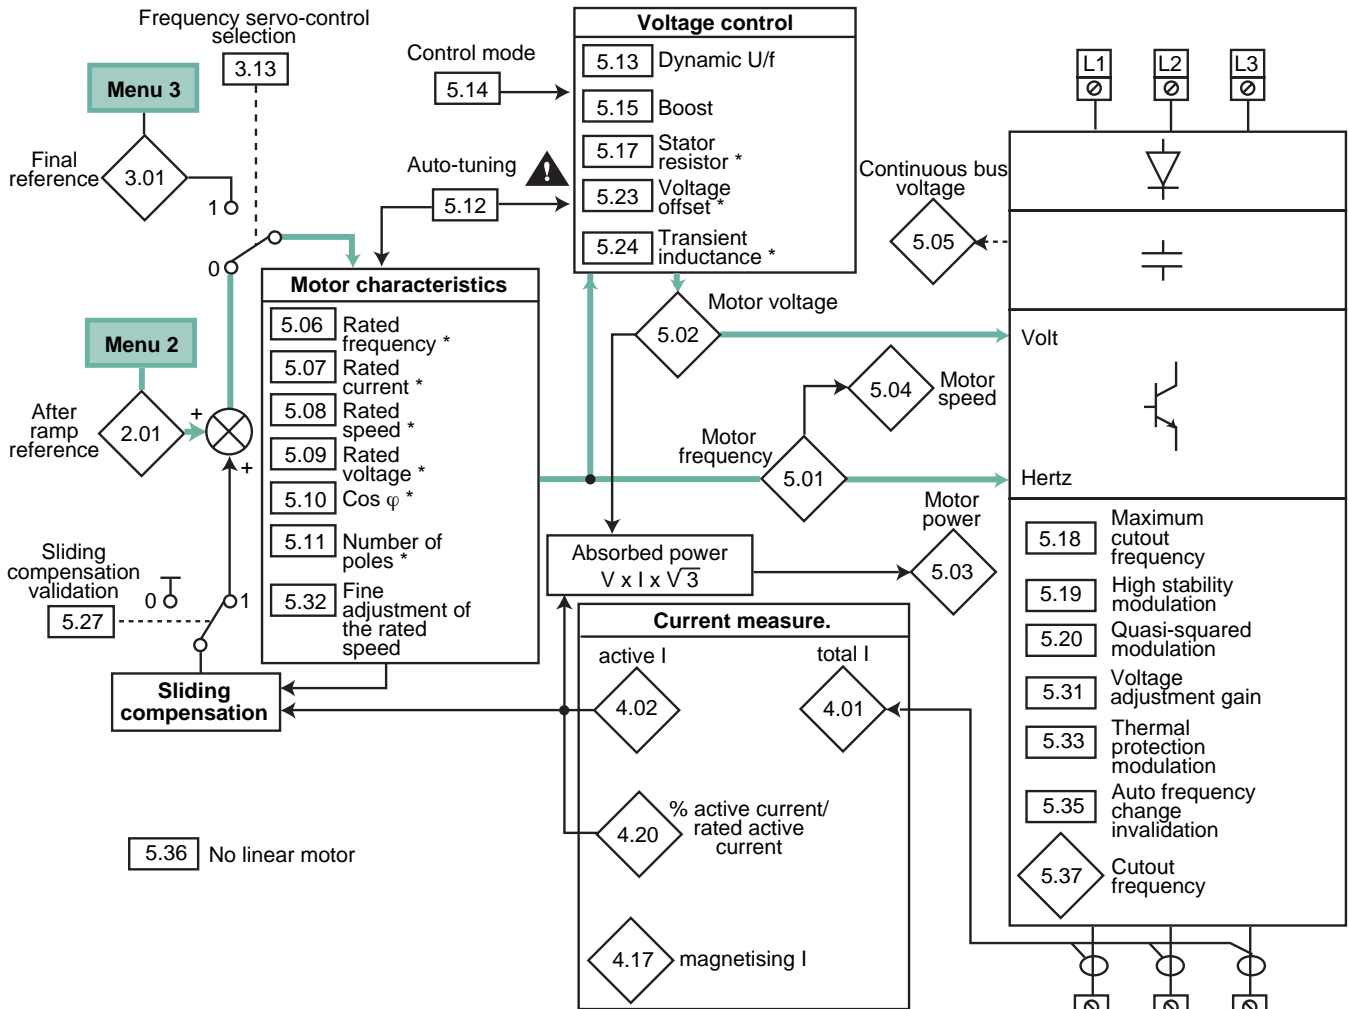 Frequency servo-control
selection
3.13
Menu 3
Final
reference
3.01
1
0
Menu 2
After
ramp
reference
2.01
+
+
Sliding
compensation
validation
5.27
0
1
Sliding
compensation
5.36 No linear motor
Control mode
5.14
Auto-tuning
!
5.12
Motor characteristics
5.06 Rated
frequency *
5.07 Rated
current *
5.08 Rated
speed *
5.09 Rated
voltage *
5.10 Cos φ *
5.11 Number of
poles *
5.32 Fine
adjustment of
the rated
speed
Voltage control
5.13 Dynamic U/f
5.15 Boost
5.17 Stator
resistor *
5.23 Voltage
offset *
5.24 Transient
inductance *
Motor voltage
5.02
5.04 Motor
speed
Motor
frequency
5.01
Motor
power
5.03
Absorbed power
V x I x √3
Current measure.
active I
4.02
total I
4.01
4.20 % active current/
rated active
current
4.17 magnetising I
Continuous bus
voltage
5.05
L1 L2 L3
Volt
Hertz
5.18 Maximum
cutout
frequency
5.19 High stability
modulation
5.20 Quasi-squared
modulation
5.31 Voltage
adjustment gain
5.33 Thermal
protection
modulation
5.35 Auto frequency
change
invalidation
5.37 Cutout
frequency